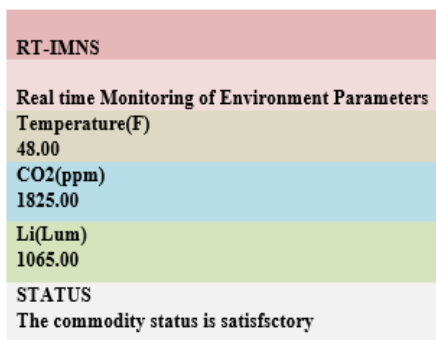 RT-IMNS
Real time Monitoring of Environment Parameters
Temperature(F)
48.00
CO2(ppm)
1825.00
Li(Lum)
1065.00
STATUS
The commodity status is satisfsctory